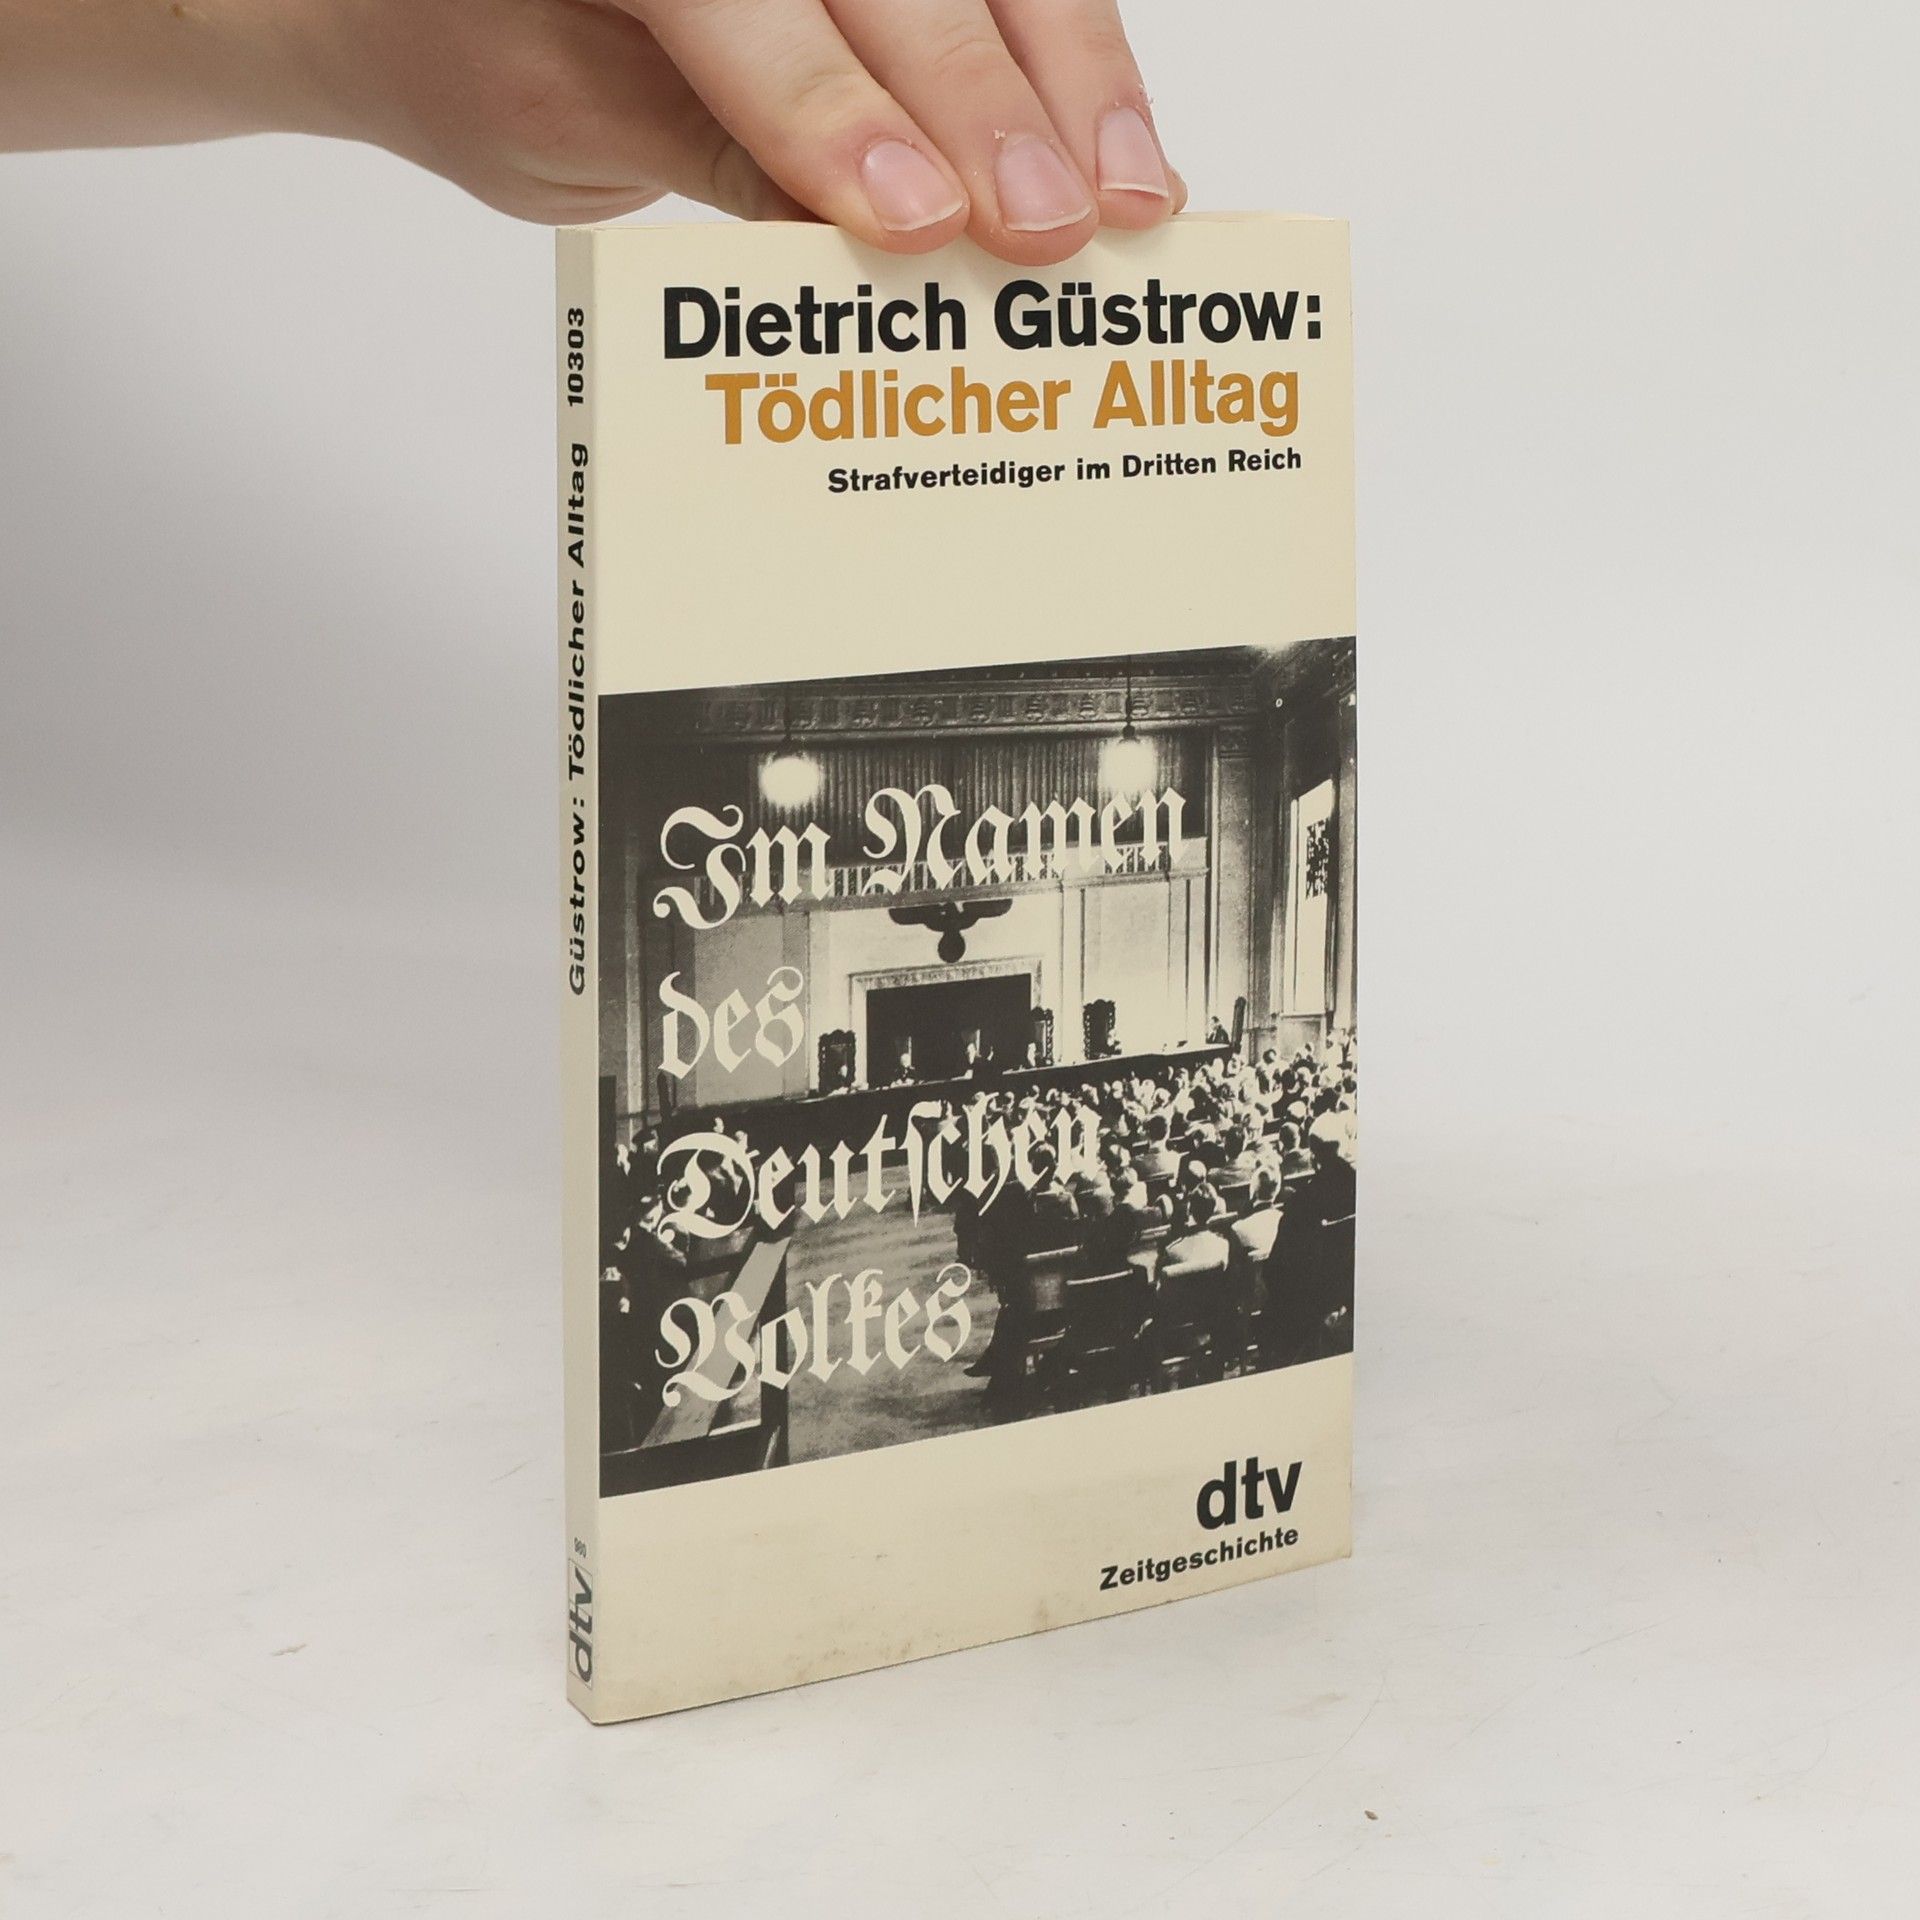 Dietrich Güstrow:
Tödlicher Alltag
Strafverteidiger im Dritten Reich
Im Namen
des
Deutſchen
Volkes
dtv
Zeitgeschichte
Güstrow: Tödlicher Alltag 10303
980
dtv